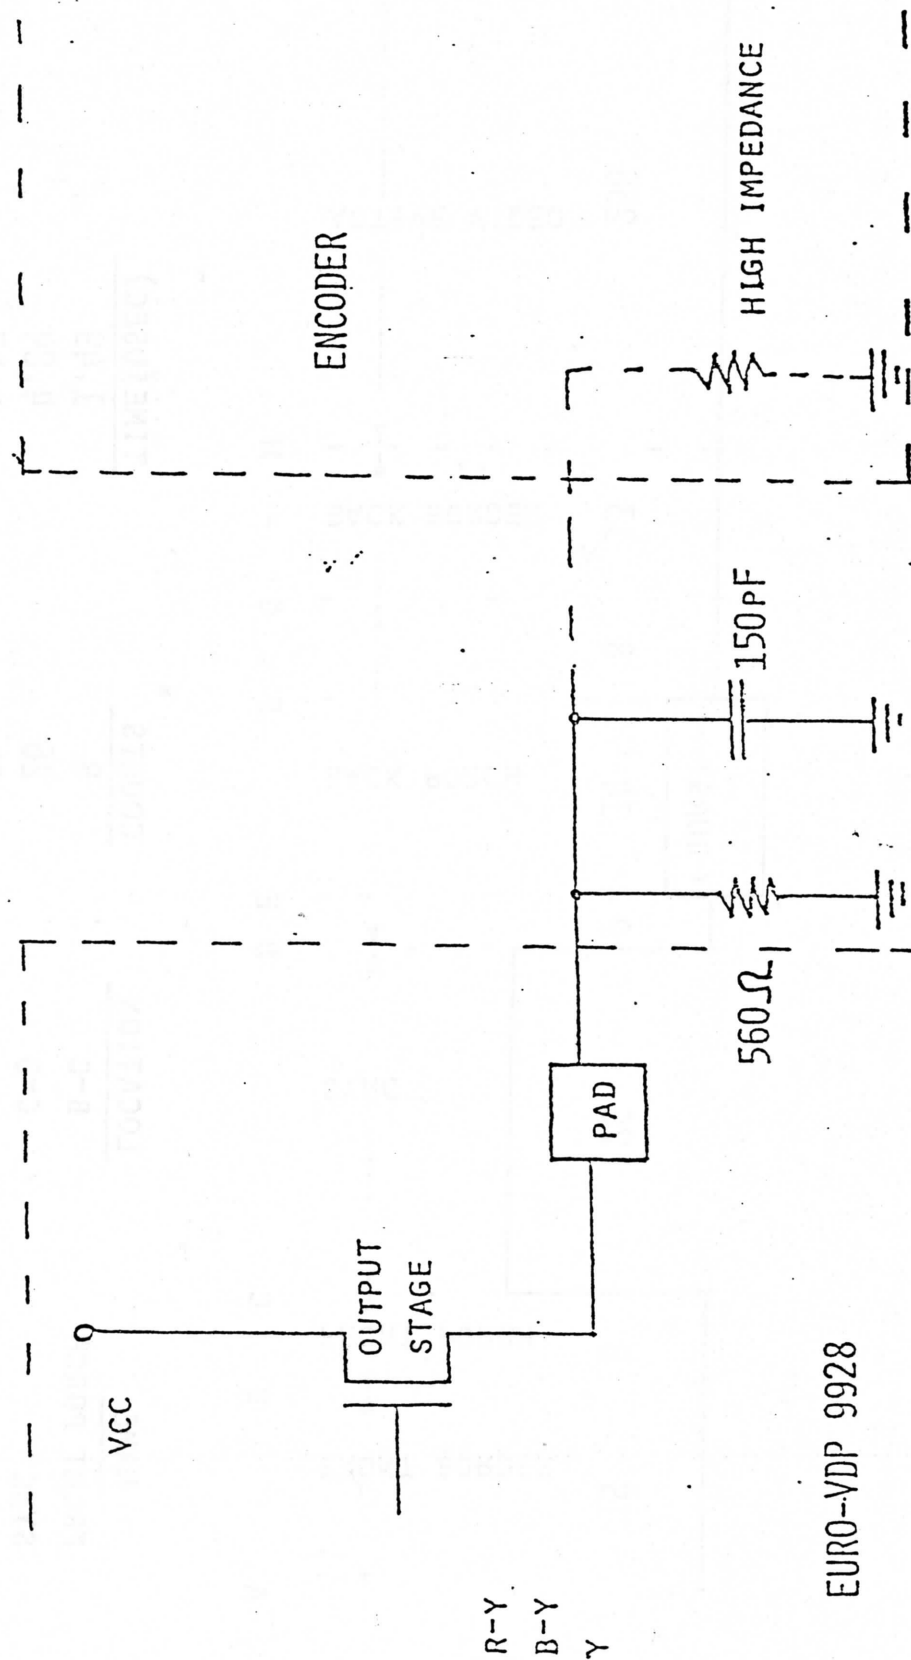 VCC
OUTPUT
STAGE
PAD
R-Y
B-Y
Y
560Ω
150PF
ENCODER
HIGH IMPEDANCE
EURO-VDP 9928